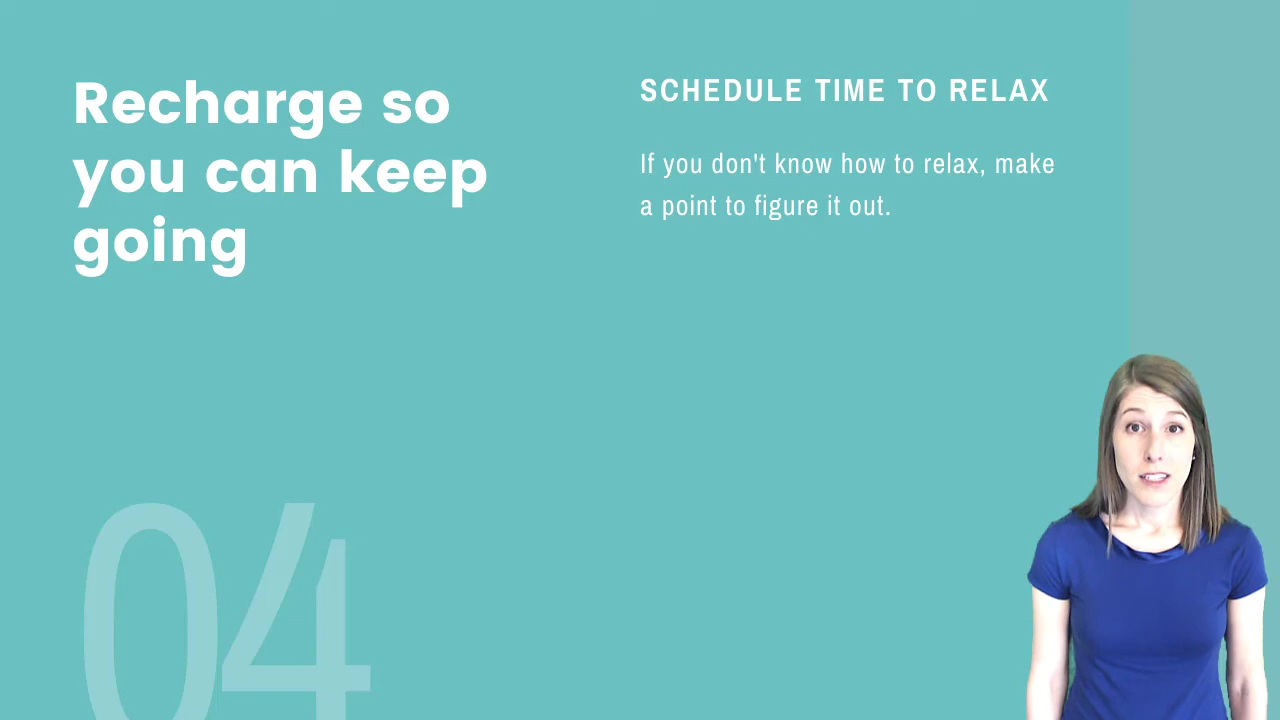 Recharge so
you can keep
going
SCHEDULE TIME TO RELAX
If you don't know how to relax, make
a point to figure it out.
04